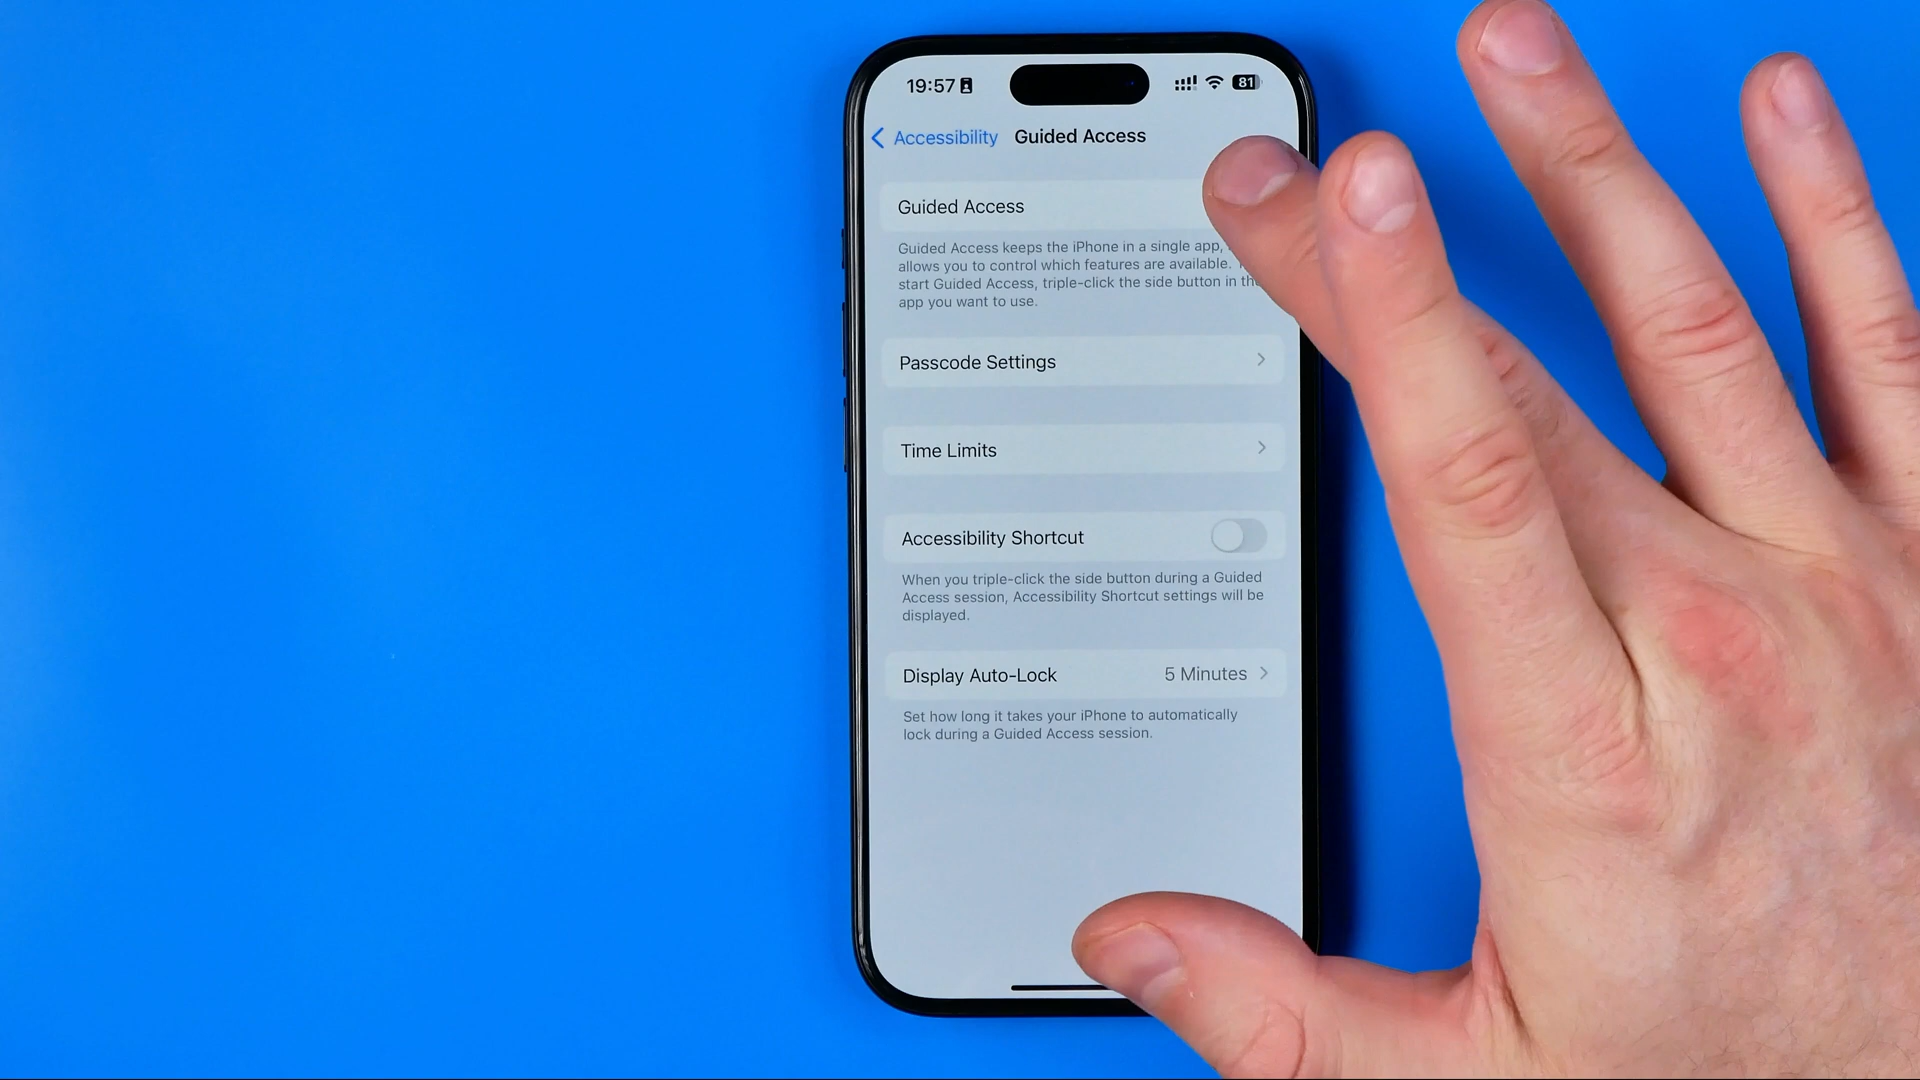 19:57
81
Accessibility Guided Access
Guided Access
Guided Access keeps the iPhone in a single app,
allows you to control which features are available.
start Guided Access, triple-click the side button in the
app you want to use.
Passcode Settings
Time Limits
Accessibility Shortcut
When you triple-click the side button during a Guided
Access session, Accessibility Shortcut settings will be
displayed.
Display Auto-Lock 5 Minutes
Set how long it takes your iPhone to automatically
lock during a Guided Access session.